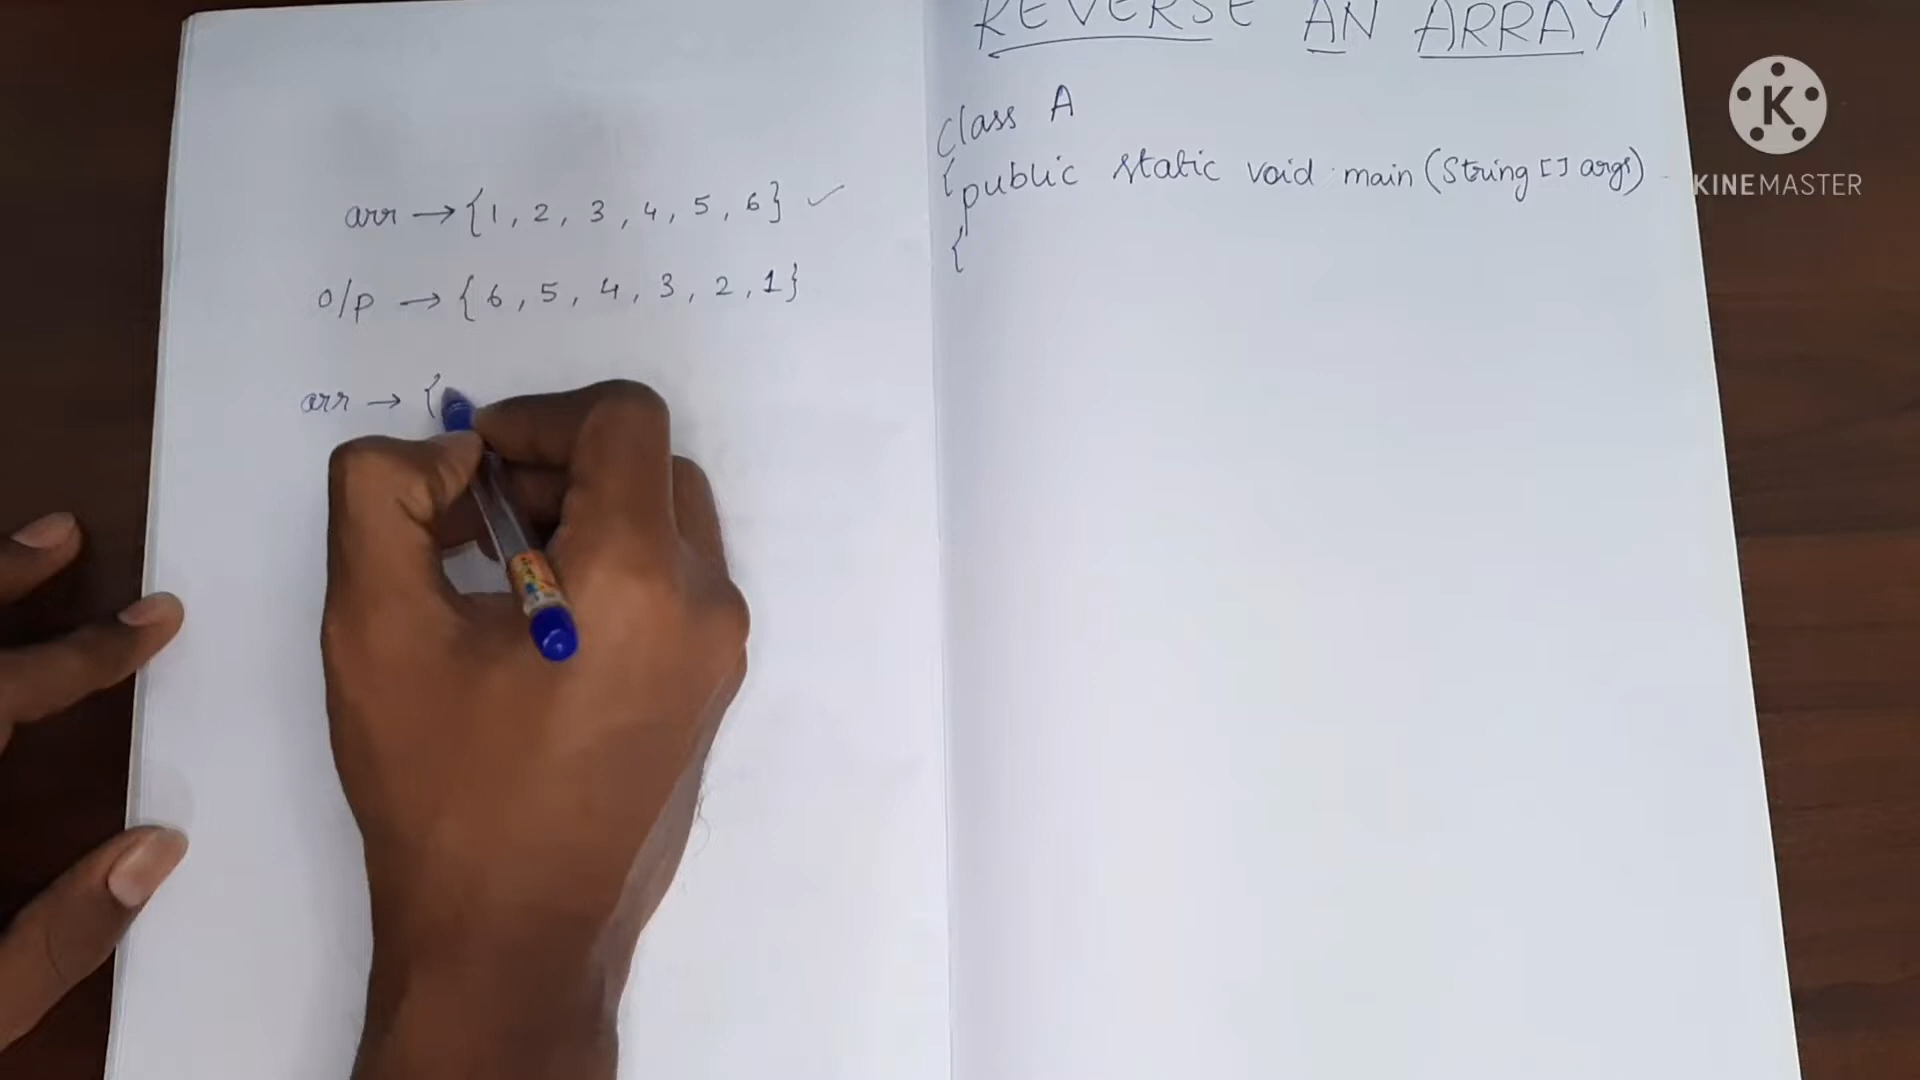 arr → {1, 2, 3, 4, 5, 6} ✓
o/p → {6, 5, 4, 3, 2, 1}
arr → {
REVERSE AN ARRAY
Class A
{public static void main (String [] args)
{
K
KINEMASTER